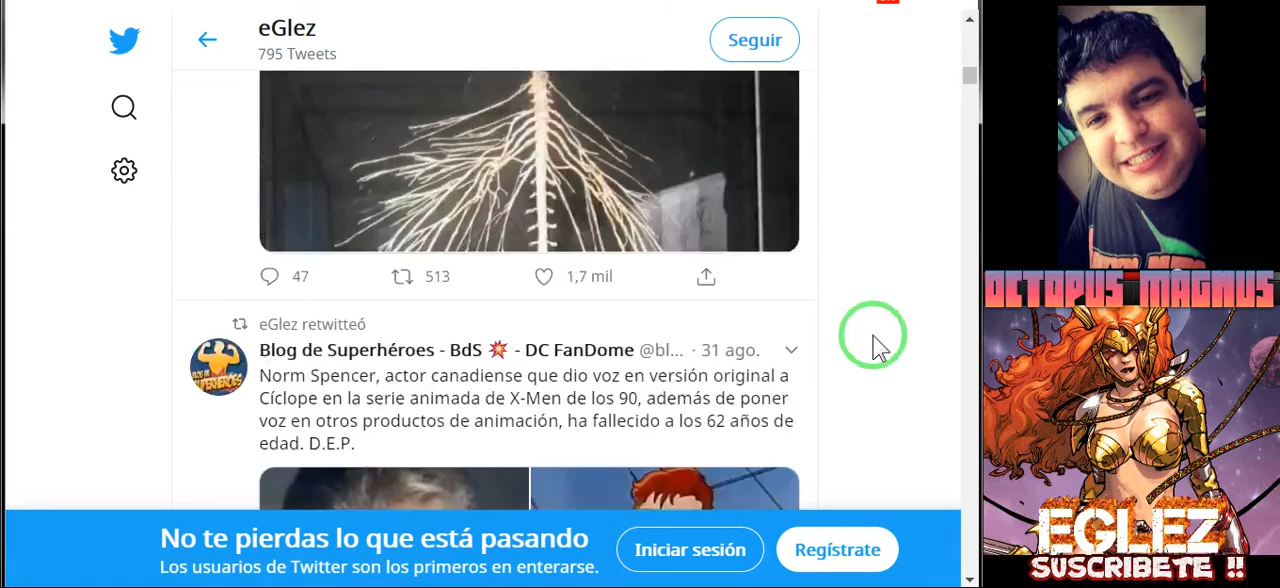 eGlez
795 Tweets
Seguir
47
513
1,7 mil
eGlez retwitteó
Blog de Superhéroes - BdS 💥 - DC FanDome @bl... · 31 ago.
Norm Spencer, actor canadiense que dio voz en versión original a
Cíclope en la serie animada de X-Men de los 90, además de poner
voz en otros productos de animación, ha fallecido a los 62 años de
edad. D.E.P.
No te pierdas lo que está pasando
Los usuarios de Twitter son los primeros en enterarse.
Iniciar sesión
Regístrate
OCTOPUS MAGNUS
EGLEZ
SUSCRIBETE !!